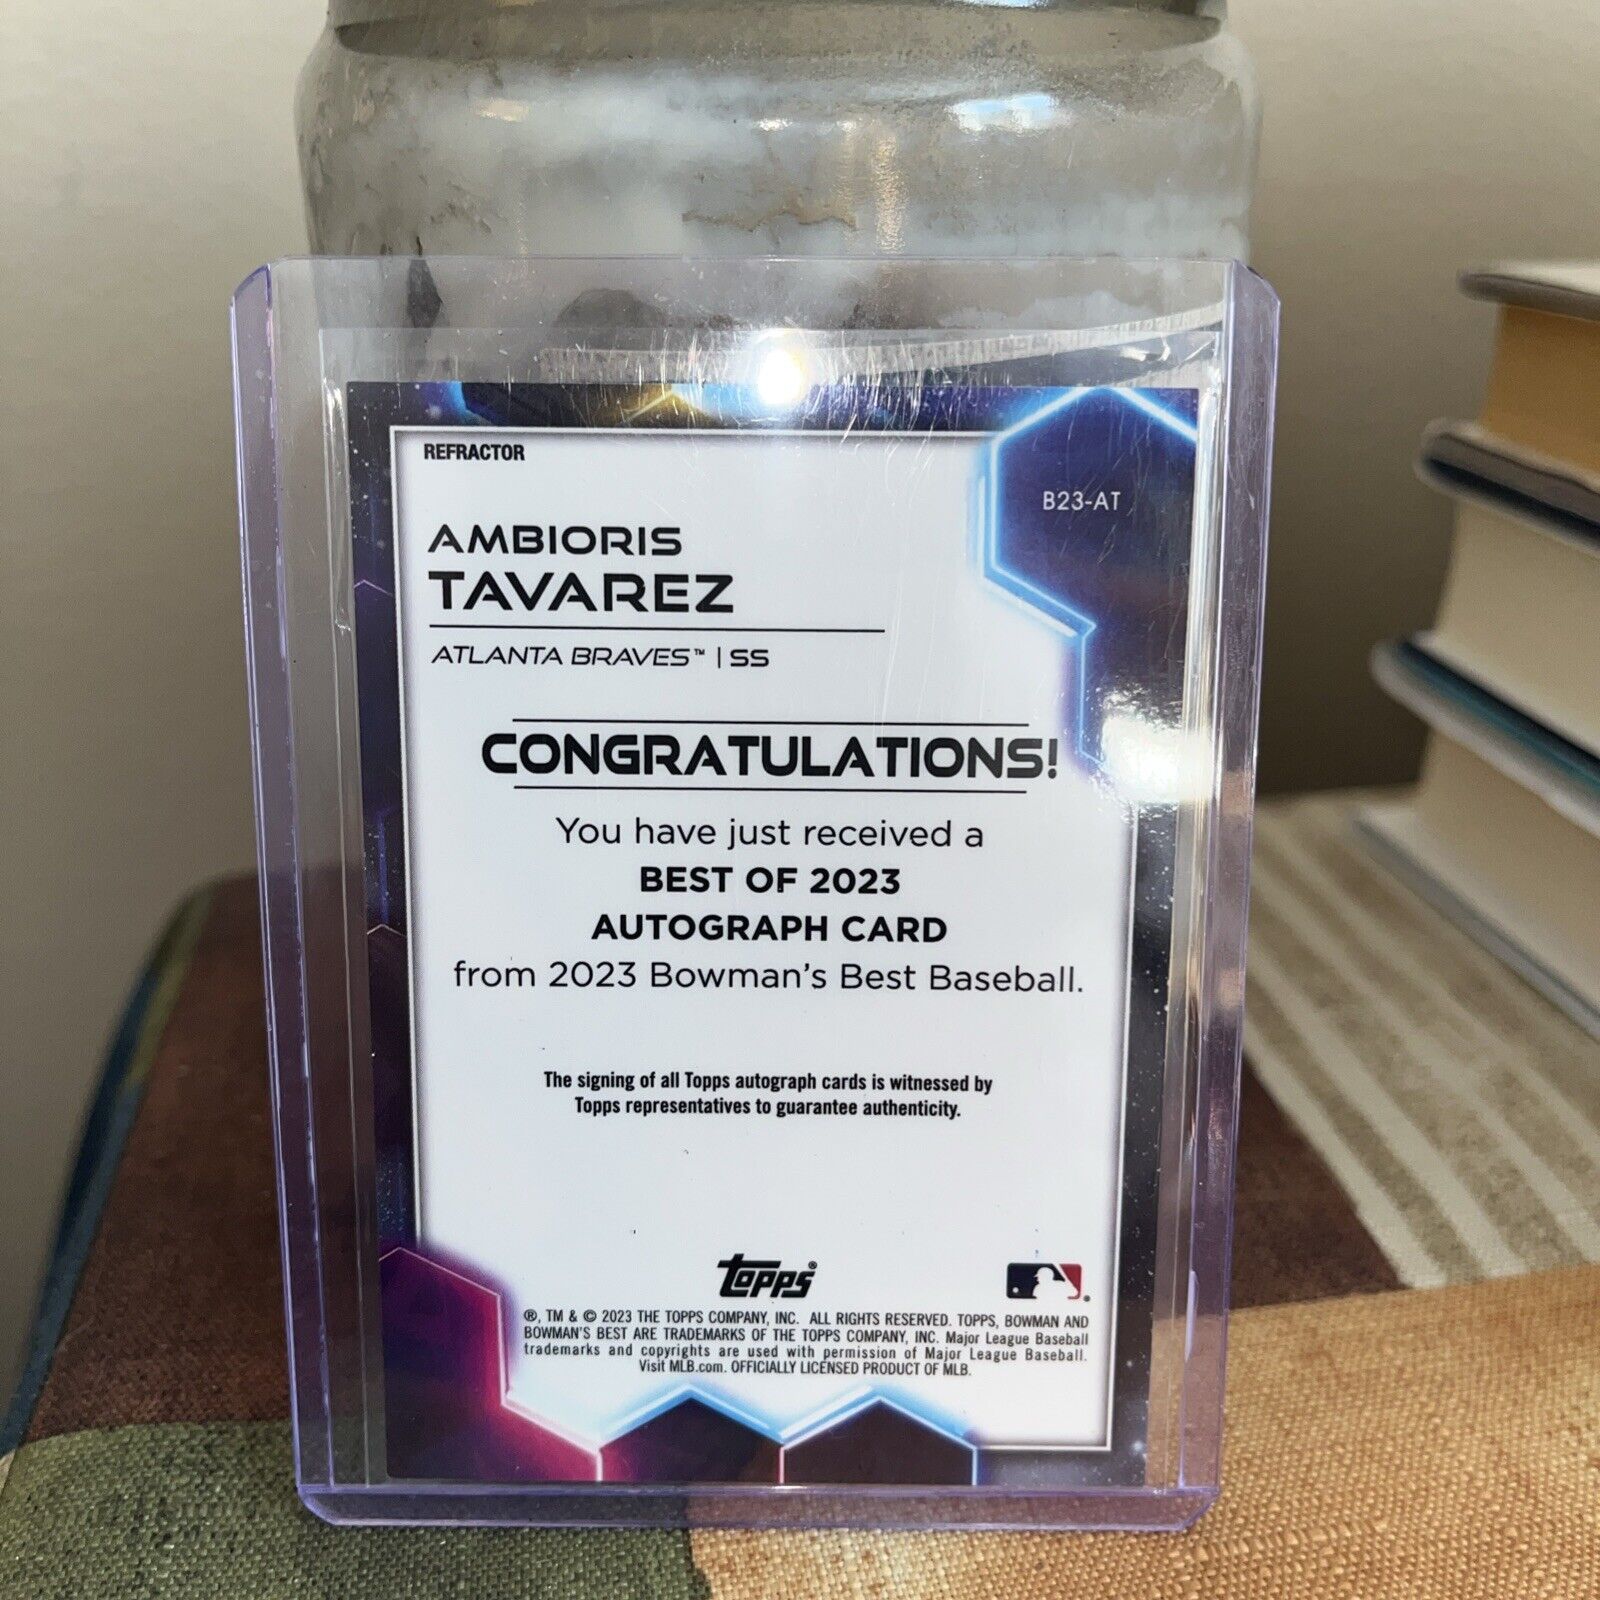 REFRACTOR
B23-AT
AMBIORIS
TAVAREZ
ATLANTA BRAVES™ | SS
CONGRATULATIONS!
You have just received a
BEST OF 2023
AUTOGRAPH CARD
from 2023 Bowman's Best Baseball.
The signing of all Topps autograph cards is witnessed by
Topps representatives to guarantee authenticity.
topps®
®, TM & © 2023 THE TOPPS COMPANY, INC. ALL RIGHTS RESERVED. TOPPS, BOWMAN AND
BOWMAN'S BEST ARE TRADEMARKS OF THE TOPPS COMPANY, INC. Major League Baseball
trademarks and copyrights are used with permission of Major League Baseball.
Visit MLB.com. OFFICIALLY LICENSED PRODUCT OF MLB.